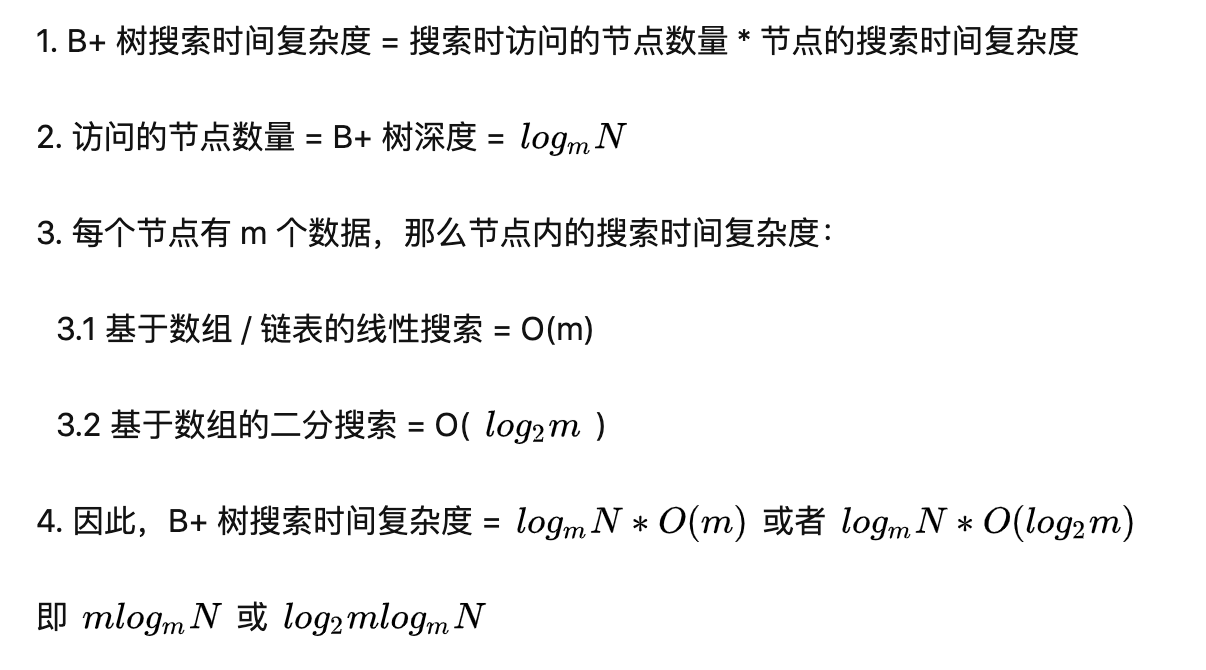 1. B+ 树搜索时间复杂度 = 搜索时访问的节点数量 * 节点的搜索时间复杂度
2. 访问的节点数量 = B+ 树深度 = $log_m N$
3. 每个节点有 m 个数据，那么节点内的搜索时间复杂度：
3.1 基于数组 / 链表的线性搜索 = O(m)
3.2 基于数组的二分搜索 = O( $log_2 m$ )
4. 因此，B+ 树搜索时间复杂度 = $log_m N * O(m)$ 或者 $log_m N * O(log_2 m)$
即 $mlog_m N$ 或 $log_2 mlog_m N$